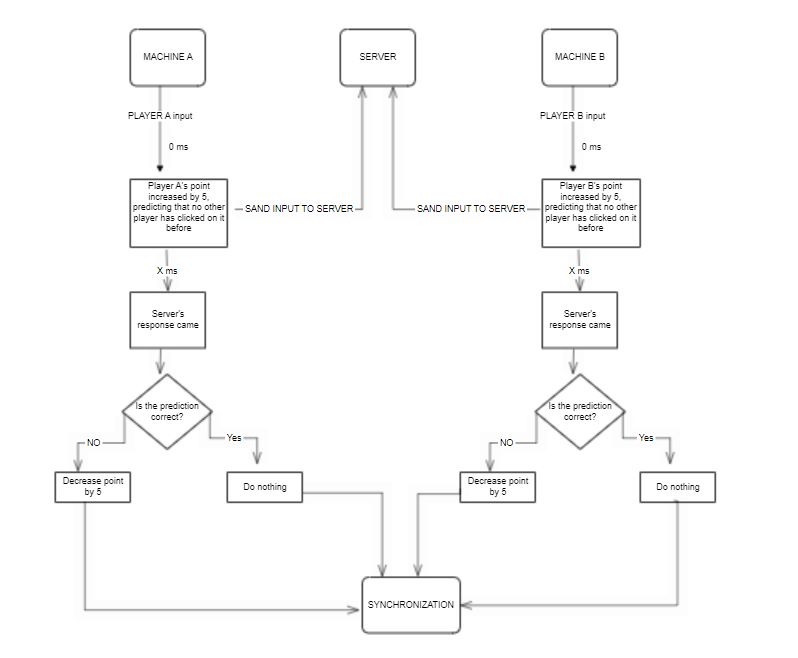 MACHINE A
SERVER
MACHINE B
PLAYER A input
PLAYER B input
0 ms
0 ms
Player A's point
increased by 5,
predicting that no other
player has clicked on it
before
SAND INPUT TO SERVER
SAND INPUT TO SERVER
Player B's point
increased by 5,
predicting that no other
player has clicked on it
before
X ms
X ms
Server's
response came
Server's
response came
Is the prediction
correct?
Is the prediction
correct?
NO
Yes
NO
Yes
Decrease point
by 5
Do nothing
Decrease point
by 5
Do nothing
SYNCHRONIZATION